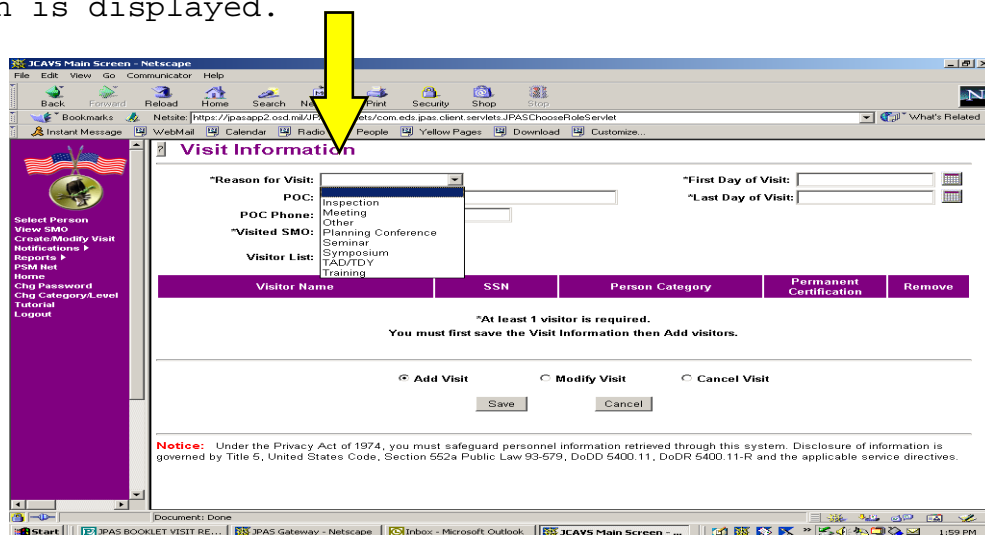 n is displayed.
JCAVS Main Screen - Netscape
File Edit View Go Communicator Help
Back Forward Reload Home Search Print Security Shop Stop
Bookmarks Netsite: https://jpasapp2.osd.mil/JP ets/com.eds.jpas.client.servlets.JPASChooseRoleServlet What's Related
Instant Message WebMail Calendar Radio People Yellow Pages Download Customize...
? Visit Information
*Reason for Visit: *First Day of Visit:
POC: *Last Day of Visit:
POC Phone:
*Visited SMO:
Visitor List:
Inspection
Meeting
Other
Planning Conference
Seminar
Symposium
TAD/TDY
Training
Select Person
View SMO
Create/Modify Visit
Notifications
Reports
PSM Net
Home
Chg Password
Chg Category/Level
Tutorial
Logout
Visitor Name SSN Person Category Permanent Certification Remove
*At least 1 visitor is required.
You must first save the Visit Information then Add visitors.
Add Visit Modify Visit Cancel Visit
Save Cancel
Notice: Under the Privacy Act of 1974, you must safeguard personnel information retrieved through this system. Disclosure of information is
governed by Title 5, United States Code, Section 552a Public Law 93-579, DoDD 5400.11, DoDR 5400.11-R and the applicable service directives.
Document: Done
Start JPAS BOOKLET VISIT RE... JPAS Gateway - Netscape Inbox - Microsoft Outlook JCAVS Main Screen - ... 1:59 PM